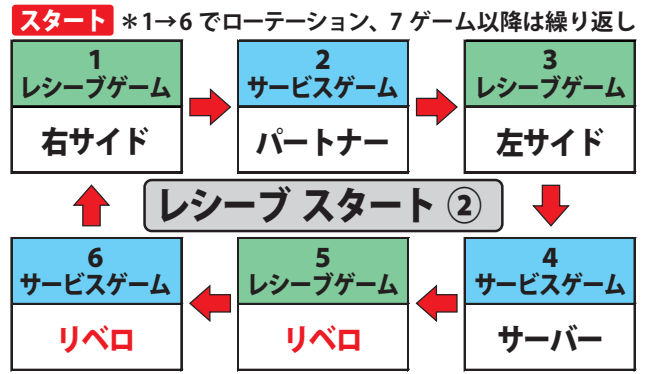 スタート ＊1→6 でローテーション、7 ゲーム以降は繰り返し
1
レシーブゲーム
右サイド
2
サービスゲーム
パートナー
3
レシーブゲーム
左サイド
レシーブ スタート ②
6
サービスゲーム
リベロ
5
レシーブゲーム
リベロ
4
サービスゲーム
サーバー